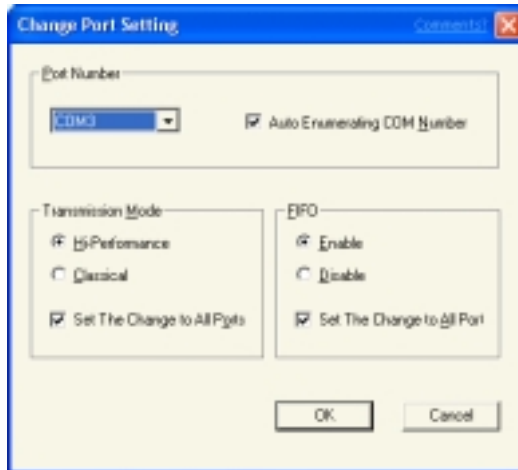 Change Port Setting
Comments?
Port Number
COM3
Auto Enumerating COM Number
Transmission Mode
Hi-Performance
Classical
Set The Change to All Ports
FIFO
Enable
Disable
Set The Change to All Port
OK
Cancel